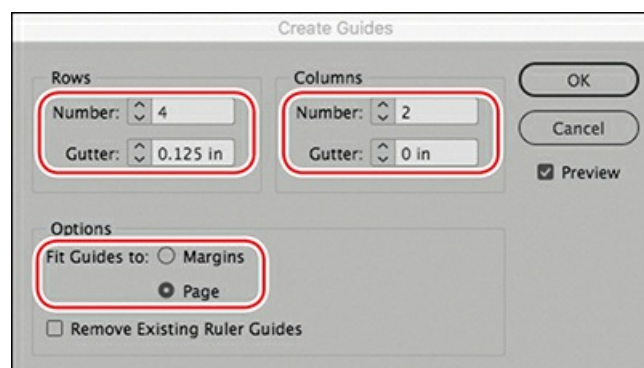 Create Guides
Rows
Number: 4
Gutter: 0.125 in
Columns
Number: 2
Gutter: 0 in
OK
Cancel
Preview
Options
Fit Guides to: Margins
Page
Remove Existing Ruler Guides